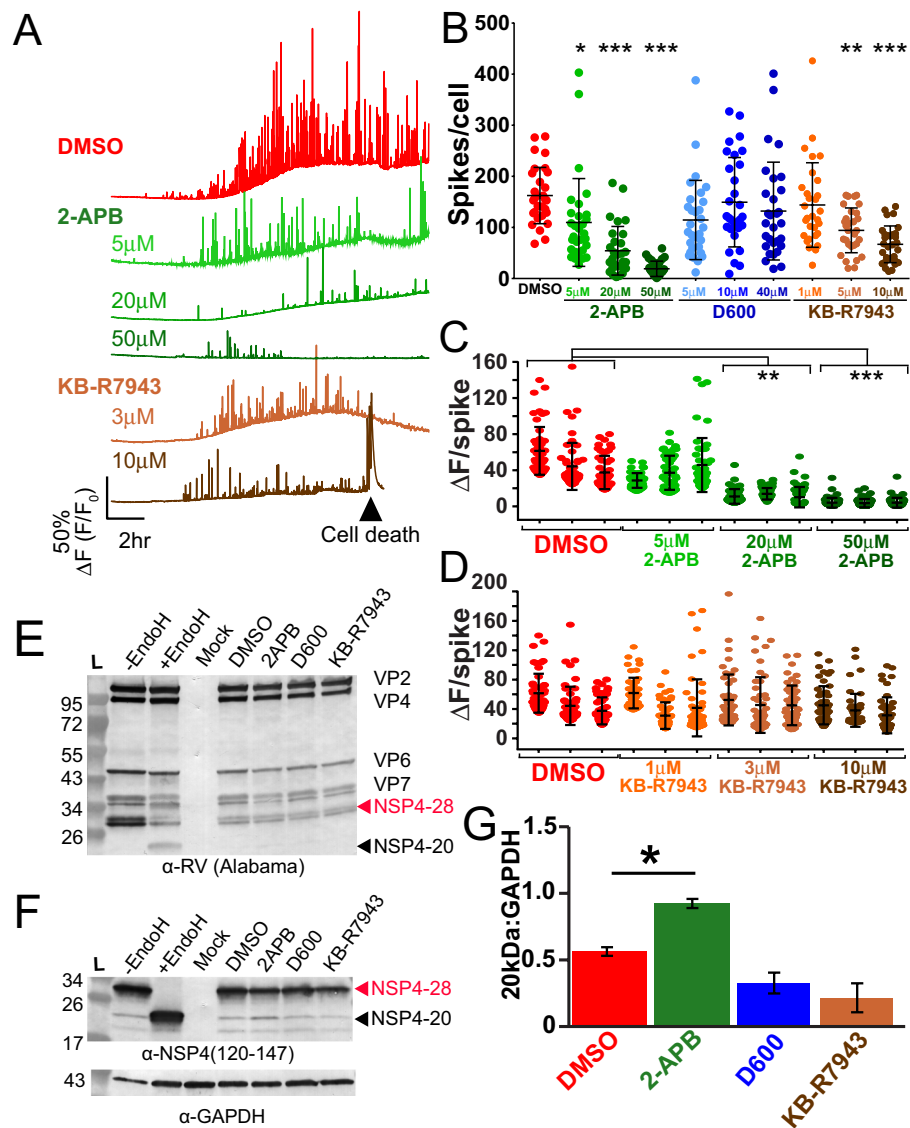 A
DMSO
2-APB
5μM
20μM
50μM
KB-R7943
3μM
10μM
50%
ΔF (F/F0)
2hr
Cell death
B
Spikes/cell
500
400
300
200
100
0
* *** *** ** ***
DMSO
5μM 20μM 50μM 5μM 10μM 40μM 1μM 5μM 10μM
2-APB D600 KB-R7943
C
ΔF/spike
160
120
80
40
0
** ***
DMSO 5μM 2-APB 20μM 2-APB 50μM 2-APB
D
ΔF/spike
200
160
120
80
40
0
DMSO 1μM KB-R7943 3μM KB-R7943 10μM KB-R7943
E
L -EndoH +EndoH Mock DMSO 2APB D600 KB-R7943
95
72
55
43
34
26
VP2
VP4
VP6
VP7
NSP4-28
NSP4-20
α-RV (Alabama)
F
L -EndoH +EndoH Mock DMSO 2APB D600 KB-R7943
34
26
17
NSP4-28
NSP4-20
α-NSP4(120-147)
43
α-GAPDH
G
20kDa:GAPDH
1.5
1.0
0.5
0
*
DMSO 2-APB D600 KB-R7943